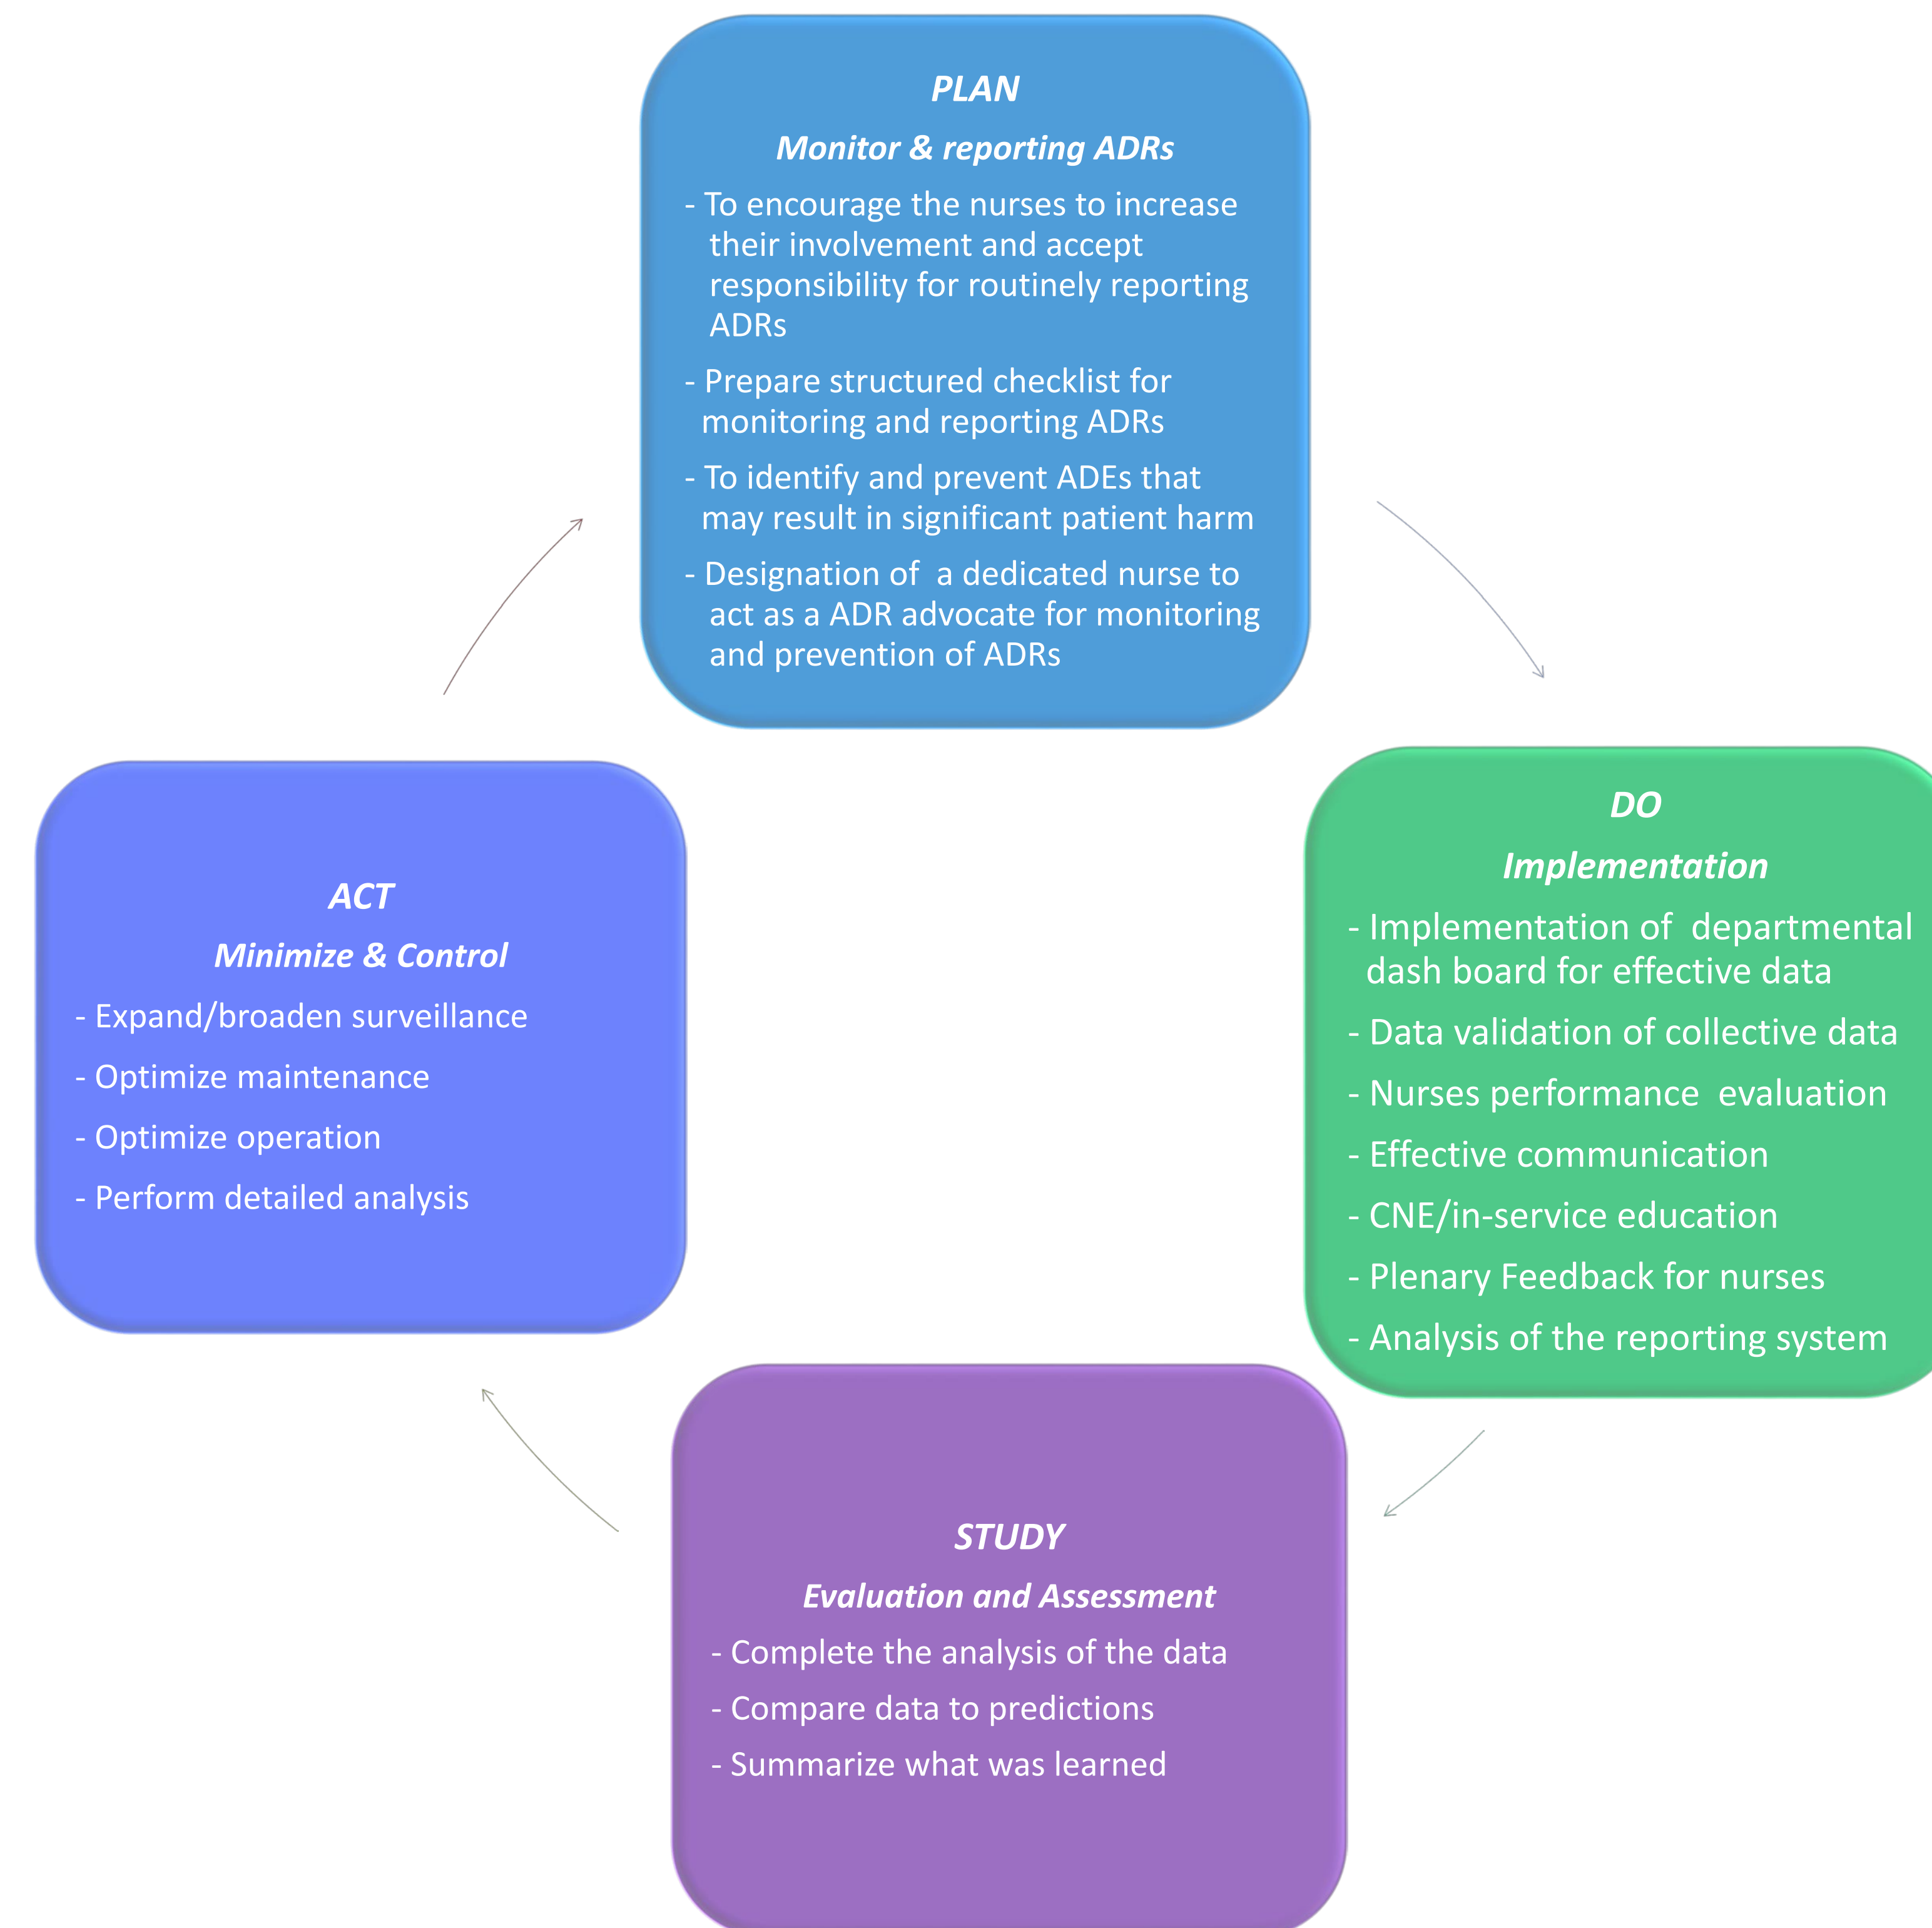 PLAN
Monitor & reporting ADRs
- To encourage the nurses to increase
their involvement and accept
responsibility for routinely reporting
ADRs
- Prepare structured checklist for
monitoring and reporting ADRs
- To identify and prevent ADEs that
may result in significant patient harm
- Designation of  a dedicated nurse to
act as a ADR advocate for monitoring
and prevention of ADRs
DO
Implementation
- Implementation of  departmental
dash board for effective data
- Data validation of collective data
- Nurses performance  evaluation
- Effective communication
- CNE/in-service education
- Plenary Feedback for nurses
- Analysis of the reporting system
STUDY
Evaluation and Assessment
- Complete the analysis of the data
- Compare data to predictions
- Summarize what was learned
ACT
Minimize & Control
- Expand/broaden surveillance
- Optimize maintenance
- Optimize operation
- Perform detailed analysis